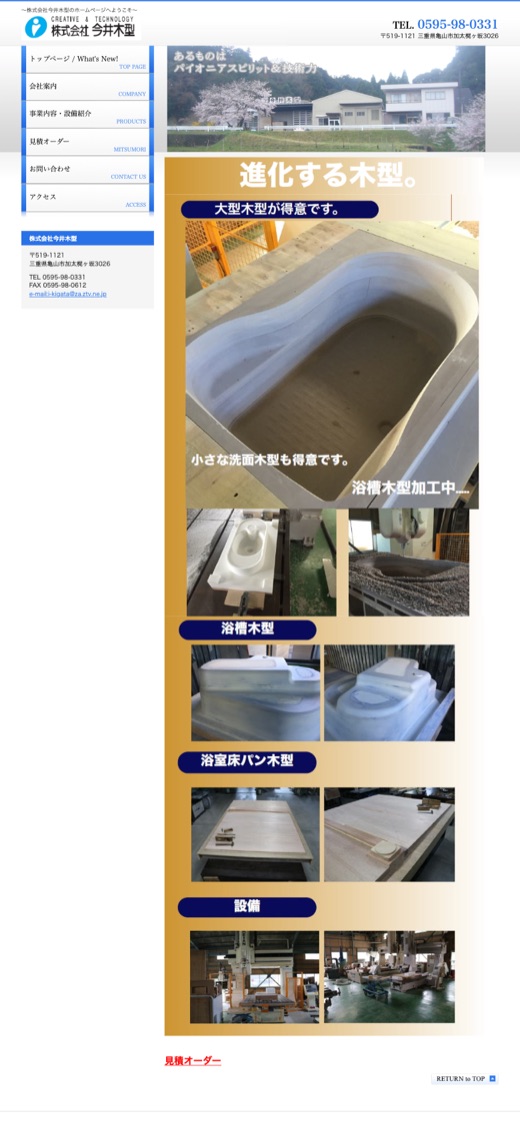 ～株式会社今井木型のホームページへようこそ～
CREATIVE & TECHNOLOGY
株式会社 今井木型
TEL. 0595-98-0331
〒519-1121 三重県亀山市加太梶ヶ坂3026
トップページ / What's New!
TOP PAGE
会社案内
COMPANY
事業内容・設備紹介
PRODUCTS
見積オーダー
MITSUMORI
お問い合わせ
CONTACT US
アクセス
ACCESS
株式会社今井木型
〒519-1121
三重県亀山市加太梶ヶ坂3026
TEL 0595-98-0331
FAX 0595-98-0612
e-mail:i-kigata@za.ztv.ne.jp
あるものは
パイオニアスピリット＆技術力
進化する木型。
大型木型が得意です。
小さな洗面木型も得意です。
浴槽木型加工中.....
浴槽木型
浴室床パン木型
設備
見積オーダー
RETURN to TOP